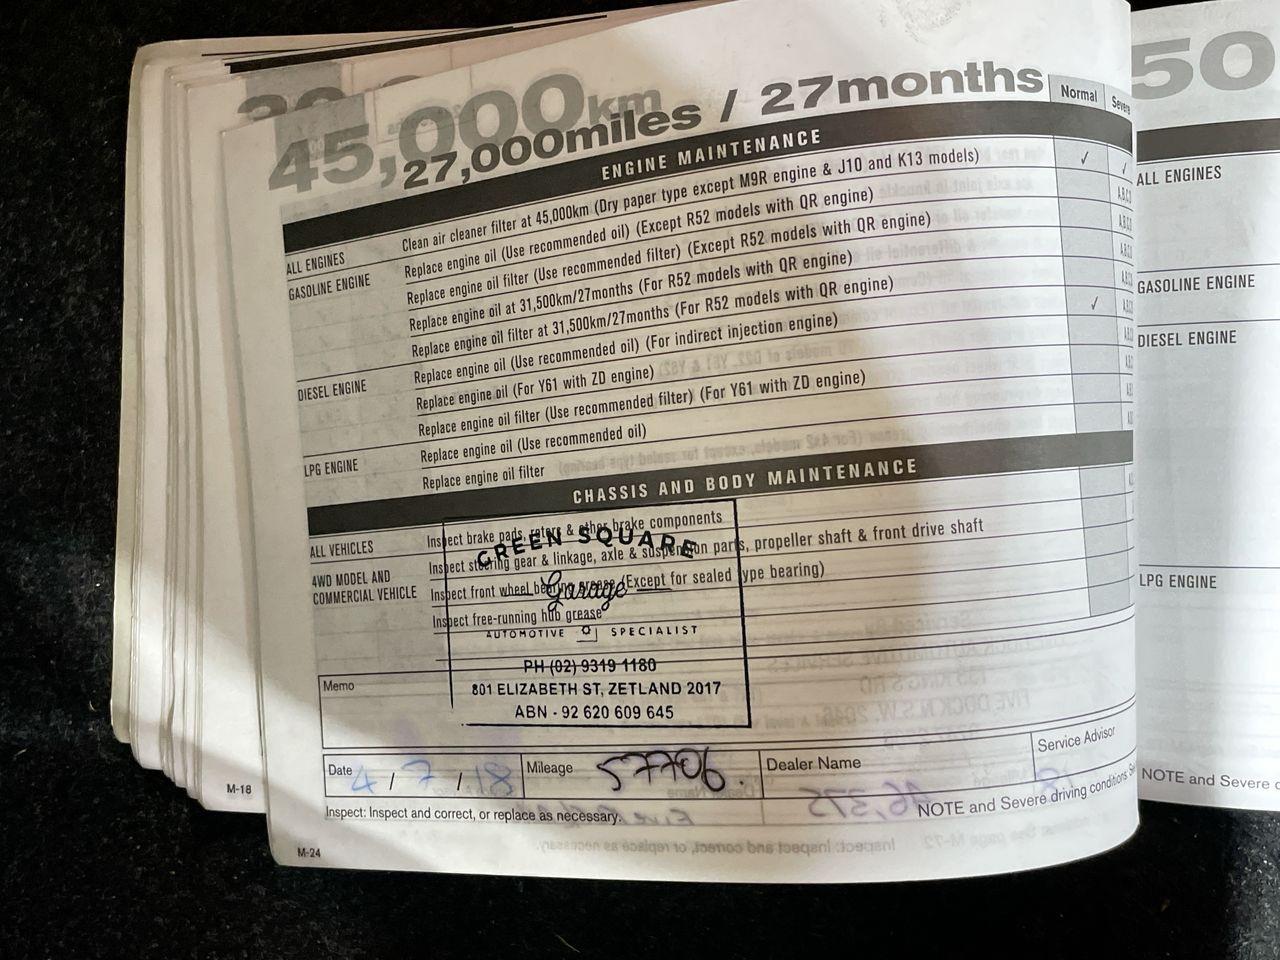 45,000km
27,000miles / 27months
Normal
Severe
ENGINE MAINTENANCE
ALL ENGINES
Clean air cleaner filter at 45,000km (Dry paper type except M9R engine & J10 and K13 models)
✓
✓
GASOLINE ENGINE
Replace engine oil (Use recommended oil) (Except R52 models with QR engine)
Replace engine oil filter (Use recommended filter) (Except R52 models with QR engine)
Replace engine oil at 31,500km/27months (For R52 models with QR engine)
Replace engine oil filter at 31,500km/27months (For R52 models with QR engine)
DIESEL ENGINE
Replace engine oil (Use recommended oil) (For indirect injection engine)
✓
Replace engine oil (For Y61 with ZD engine)
Replace engine oil filter (Use recommended filter) (For Y61 with ZD engine)
LPG ENGINE
Replace engine oil (Use recommended oil)
Replace engine oil filter
CHASSIS AND BODY MAINTENANCE
ALL VEHICLES
Inspect brake pads, rotors & other brake components
Inspect steering gear & linkage, axle & suspension parts, propeller shaft & front drive shaft
4WD MODEL AND
COMMERCIAL VEHICLE
Inspect front wheel bearing grease (Except for sealed type bearing)
Inspect free-running hub grease
GREEN SQUARE
Garage
AUTOMOTIVE SPECIALIST
PH (02) 9319 1180
801 ELIZABETH ST, ZETLAND 2017
ABN - 92 620 609 645
Memo
Date 4 / 7 / 18
Mileage 57706.
Dealer Name
Service Advisor
Inspect: Inspect and correct, or replace as necessary.
NOTE and Severe driving conditions
M-24
M-18
50
ALL ENGINES
GASOLINE ENGINE
DIESEL ENGINE
LPG ENGINE
NOTE and Severe